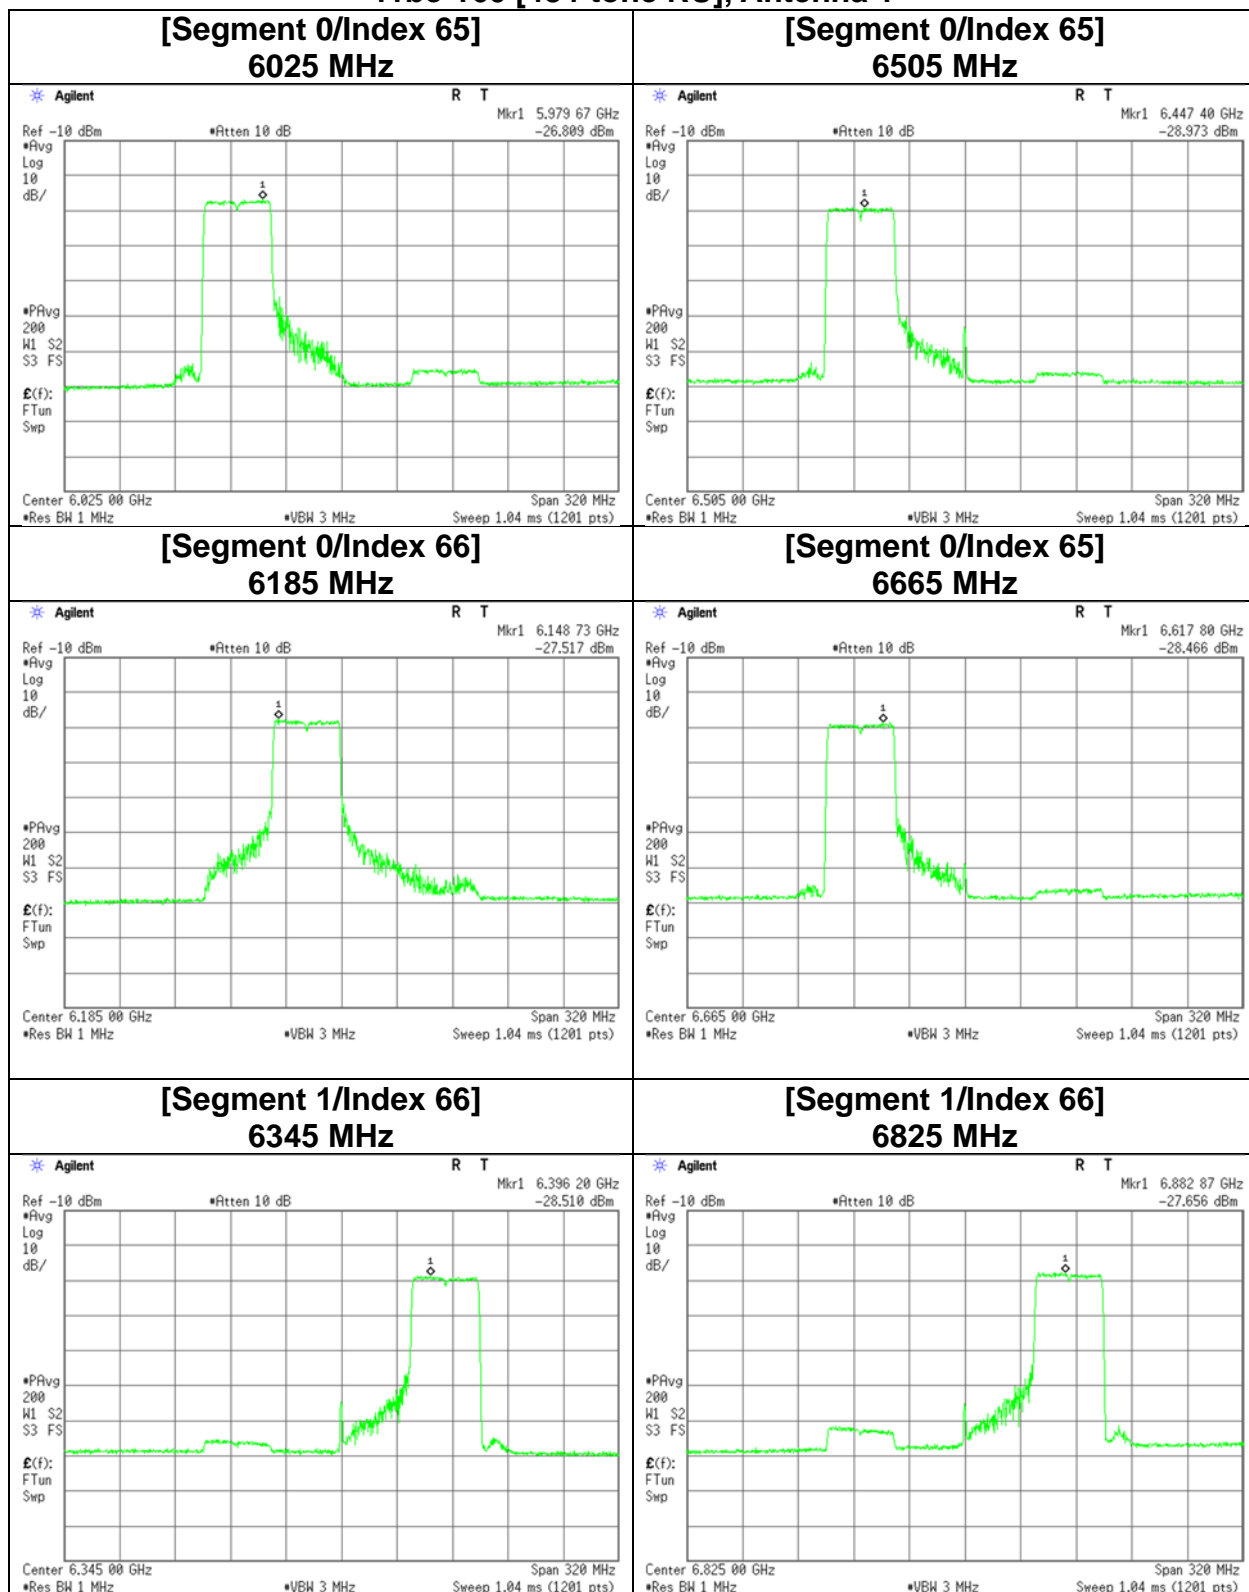 [Segment 0/Index 65]
6025 MHz
Agilent
R T
Mkr1 5.979 67 GHz
Ref -10 dBm
#Atten 10 dB
-26.809 dBm
#Avg
Log
10
dB/
1
#PAvg
200
W1 S2
S3 FS
£(f):
FTun
Swp
Center 6.025 00 GHz
Span 320 MHz
#Res BW 1 MHz
#VBW 3 MHz
Sweep 1.04 ms (1201 pts)
[Segment 0/Index 65]
6505 MHz
Agilent
R T
Mkr1 6.447 40 GHz
Ref -10 dBm
#Atten 10 dB
-28.973 dBm
#Avg
Log
10
dB/
1
#PAvg
200
W1 S2
S3 FS
£(f):
FTun
Swp
Center 6.505 00 GHz
Span 320 MHz
#Res BW 1 MHz
#VBW 3 MHz
Sweep 1.04 ms (1201 pts)
[Segment 0/Index 66]
6185 MHz
Agilent
R T
Mkr1 6.148 73 GHz
Ref -10 dBm
#Atten 10 dB
-27.517 dBm
#Avg
Log
10
dB/
1
#PAvg
200
W1 S2
S3 FS
£(f):
FTun
Swp
Center 6.185 00 GHz
Span 320 MHz
#Res BW 1 MHz
#VBW 3 MHz
Sweep 1.04 ms (1201 pts)
[Segment 0/Index 65]
6665 MHz
Agilent
R T
Mkr1 6.617 80 GHz
Ref -10 dBm
#Atten 10 dB
-28.466 dBm
#Avg
Log
10
dB/
1
#PAvg
200
W1 S2
S3 FS
£(f):
FTun
Swp
Center 6.665 00 GHz
Span 320 MHz
#Res BW 1 MHz
#VBW 3 MHz
Sweep 1.04 ms (1201 pts)
[Segment 1/Index 66]
6345 MHz
Agilent
R T
Mkr1 6.396 20 GHz
Ref -10 dBm
#Atten 10 dB
-28.510 dBm
#Avg
Log
10
dB/
1
#PAvg
200
W1 S2
S3 FS
£(f):
FTun
Swp
Center 6.345 00 GHz
Span 320 MHz
#Res BW 1 MHz
#VBW 3 MHz
Sweep 1.04 ms (1201 pts)
[Segment 1/Index 66]
6825 MHz
Agilent
R T
Mkr1 6.882 87 GHz
Ref -10 dBm
#Atten 10 dB
-27.656 dBm
#Avg
Log
10
dB/
1
#PAvg
200
W1 S2
S3 FS
£(f):
FTun
Swp
Center 6.825 00 GHz
Span 320 MHz
#Res BW 1 MHz
#VBW 3 MHz
Sweep 1.04 ms (1201 pts)